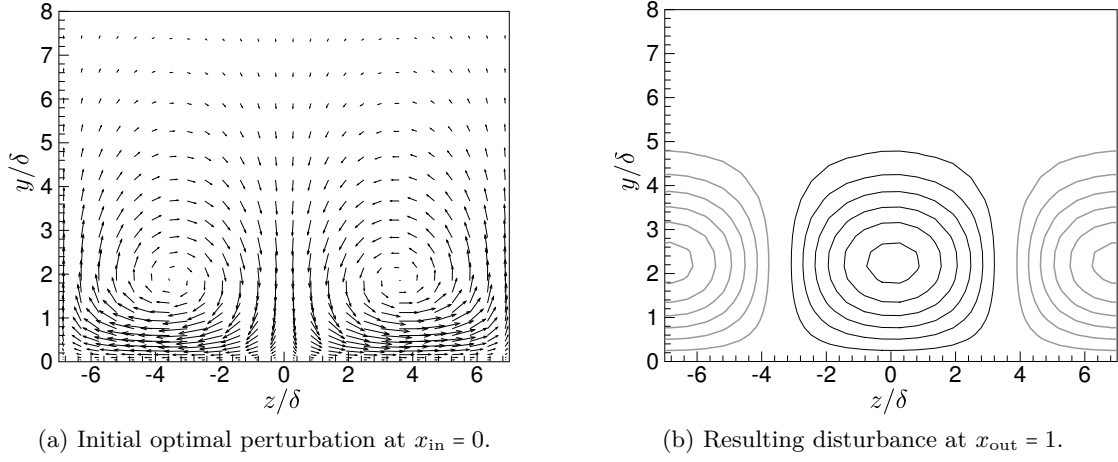 8
7
6
5
4
3
2
1
0
y/δ
-6 -4 -2 0 2 4 6
z/δ
(a) Initial optimal perturbation at x_in = 0.
8
7
6
5
4
3
2
1
0
y/δ
-6 -4 -2 0 2 4 6
z/δ
(b) Resulting disturbance at x_out = 1.